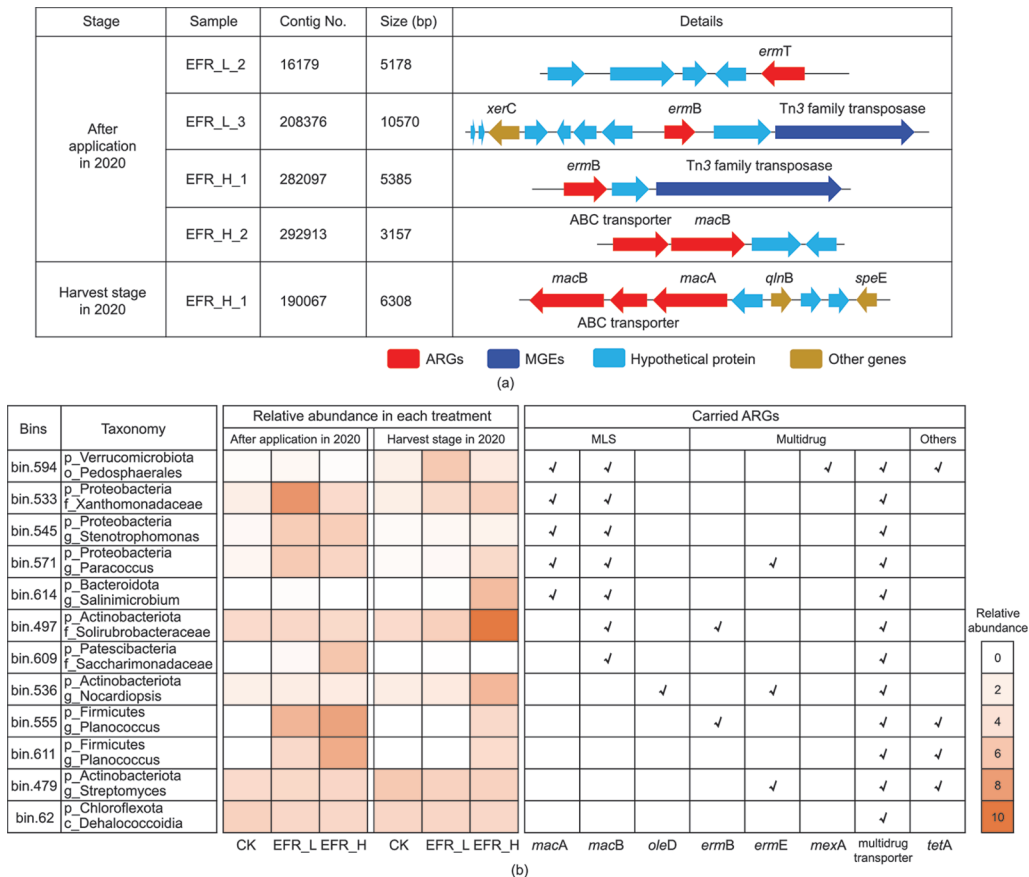 Stage Sample Contig No. Size (bp) Details
After
application
in 2020
EFR_L_2 16179 5178 ermT
EFR_L_3 208376 10570 xerC ermB Tn3 family transposase
EFR_H_1 282097 5385 ermB Tn3 family transposase
EFR_H_2 292913 3157 ABC transporter macB
Harvest stage
in 2020
EFR_H_1 190067 6308 macB macA qlnB speE
ABC transporter
ARGs MGEs Hypothetical protein Other genes
(a)
Bins Taxonomy Relative abundance in each treatment Carried ARGs
After application in 2020 Harvest stage in 2020 MLS Multidrug Others
bin.594 p_Verrucomicrobiota
o_Pedosphaerales √ √ √ √ √
bin.533 p_Proteobacteria
f_Xanthomonadaceae √ √ √
bin.545 p_Proteobacteria
g_Stenotrophomonas √ √ √
bin.571 p_Proteobacteria
g_Paracoccus √ √ √ √
bin.614 p_Bacteroidota
g_Salinimicrobium √ √ √
bin.497 p_Actinobacteriota
f_Solirubrobacteraceae √ √ √
bin.609 p_Patescibacteria
f_Saccharimonadaceae √ √
bin.536 p_Actinobacteriota
g_Nocardiopsis √ √ √
bin.555 p_Firmicutes
g_Planococcus √ √ √
bin.611 p_Firmicutes
g_Planococcus √ √
bin.479 p_Actinobacteriota
g_Streptomyces √ √ √
bin.62 p_Chloroflexota
c_Dehalococcoidia √
CK EFR_L EFR_H CK EFR_L EFR_H macA macB oleD ermB ermE mexA multidrug
transporter tetA
Relative
abundance
0
2
4
6
8
10
(b)